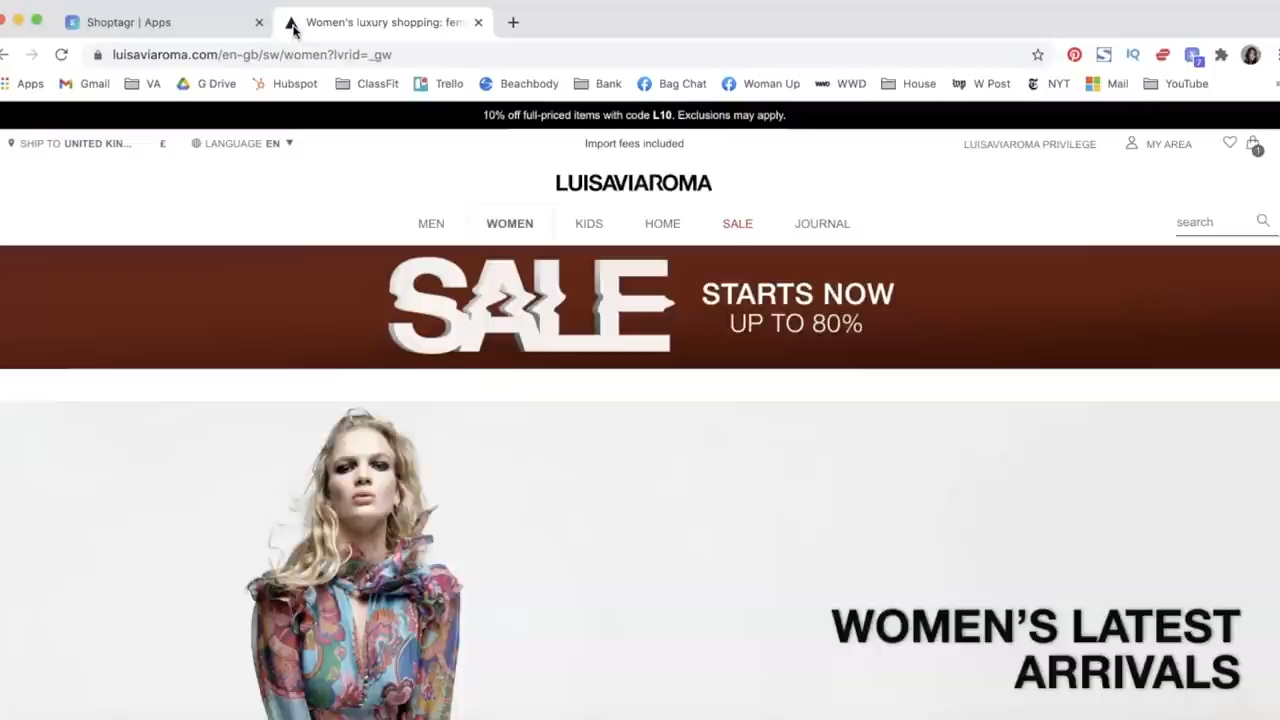 Shoptagr | Apps
Women's luxury shopping: fem
luisaviaroma.com/en-gb/sw/women?lvrid=_gw
Apps Gmail VA G Drive Hubspot ClassFit Trello Beachbody Bank Bag Chat Woman Up WWD House W Post NYT Mail YouTube
10% off full-priced items with code L10. Exclusions may apply.
SHIP TO UNITED KIN... £ LANGUAGE EN Import fees included LUISAVIAROMA PRIVILEGE MY AREA 1
LUISAVIAROMA
MEN WOMEN KIDS HOME SALE JOURNAL search
SALE STARTS NOW
UP TO 80%
WOMEN'S LATEST
ARRIVALS